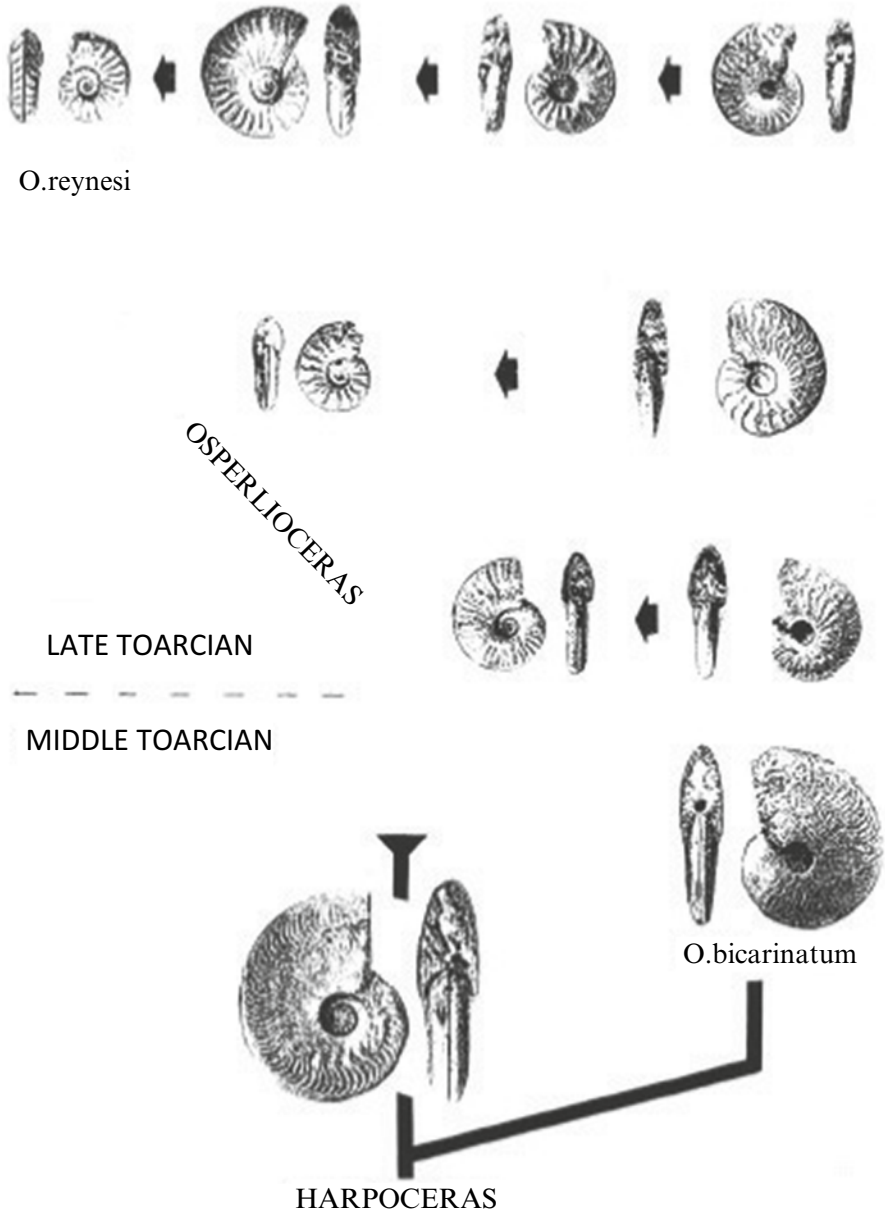 O.reynesi
OSPERLIOCERAS
LATE TOARCIAN
MIDDLE TOARCIAN
O.bicarinatum
HARPOCERAS